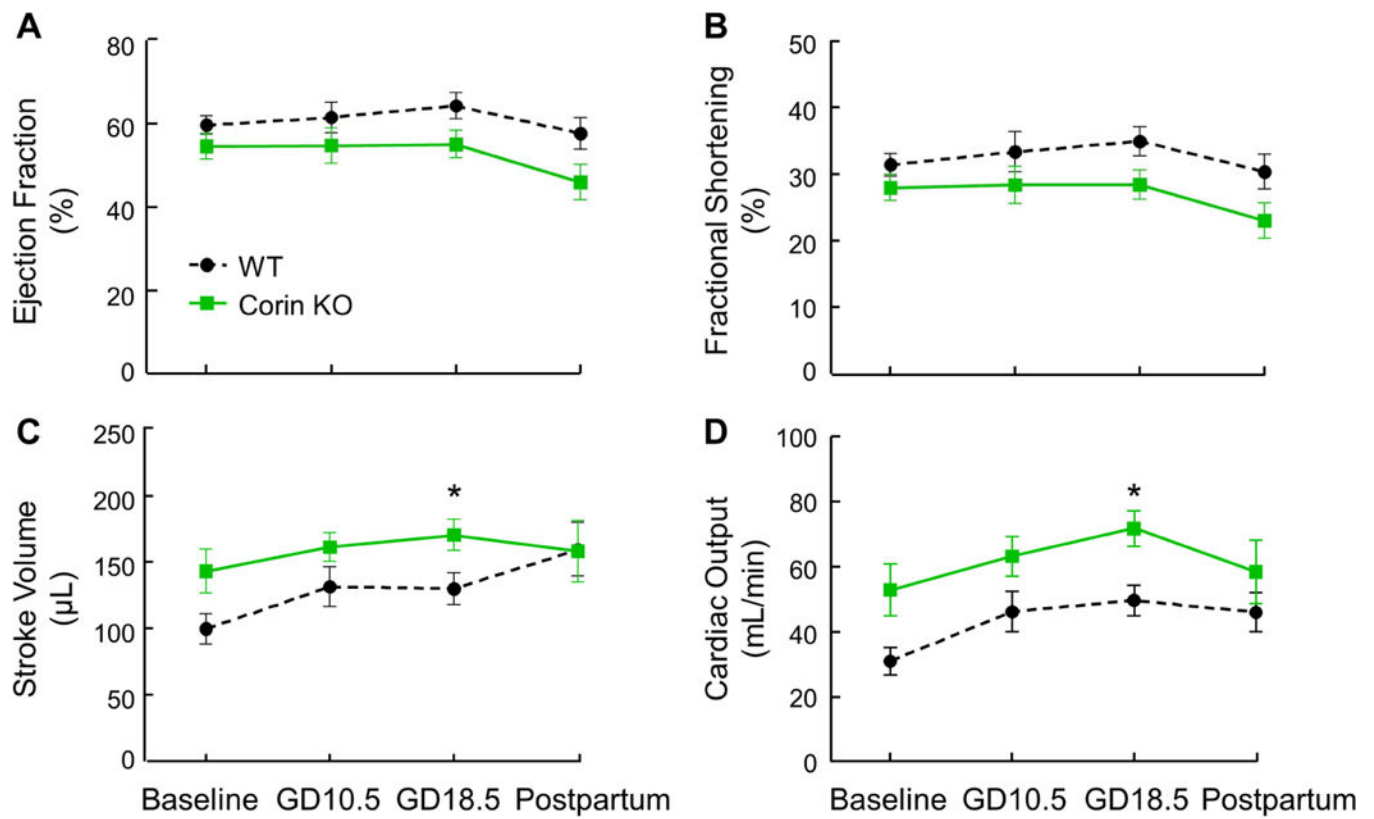 A
Ejection Fraction
(%)
80
60
40
20
0
WT
Corin KO
B
Fractional Shortening
(%)
50
40
30
20
10
0
C
Stroke Volume
(µL)
250
200
150
100
50
0
*
Baseline GD10.5 GD18.5 Postpartum
D
Cardiac Output
(mL/min)
100
80
60
40
20
0
*
Baseline GD10.5 GD18.5 Postpartum